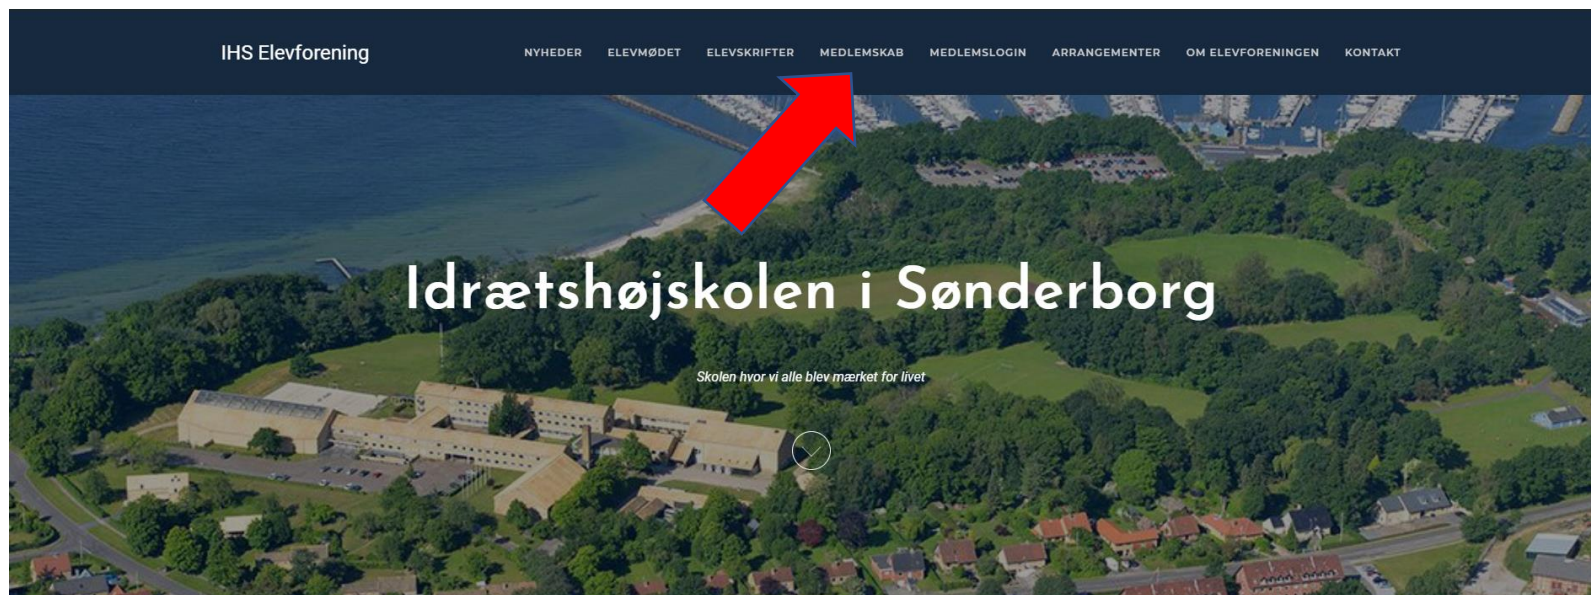 IHS Elevforening
NYHEDER ELEVMØDET ELEVSKRIFTER MEDLEMSKAB MEDLEMSLOGIN ARRANGEMENTER OM ELEVFORENINGEN KONTAKT
Idrætshøjskolen i Sønderborg
Skolen hvor vi alle blev mærket for livet